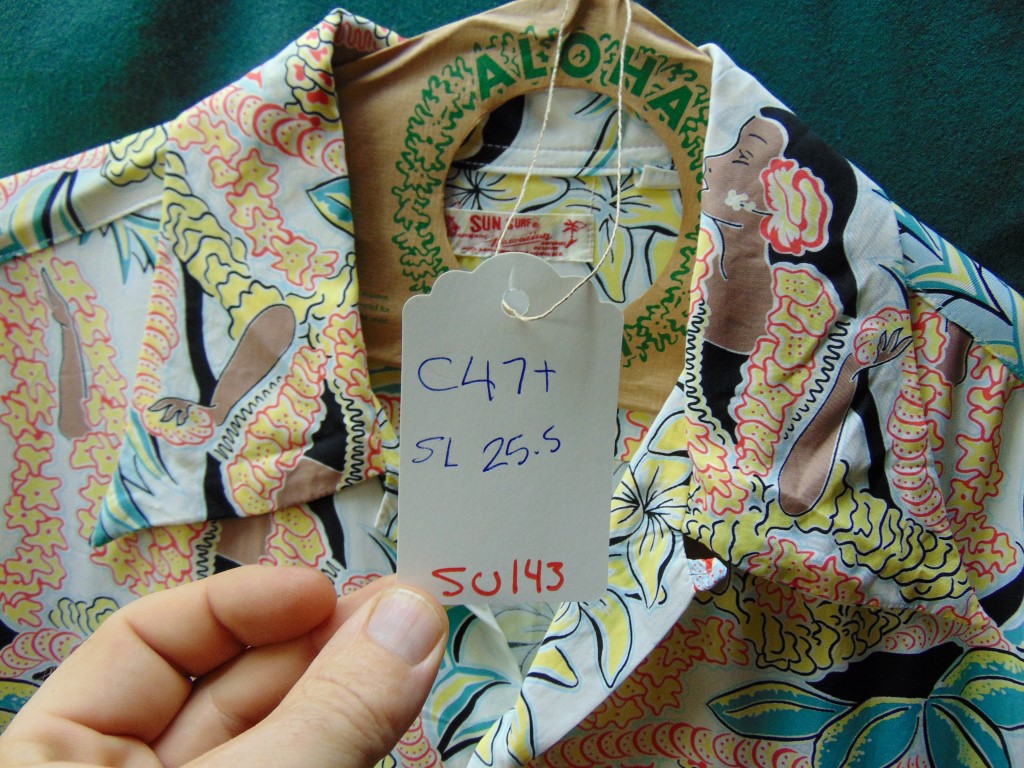 ALOHA
SUN SURF
C47+
SL 25.5
SU143